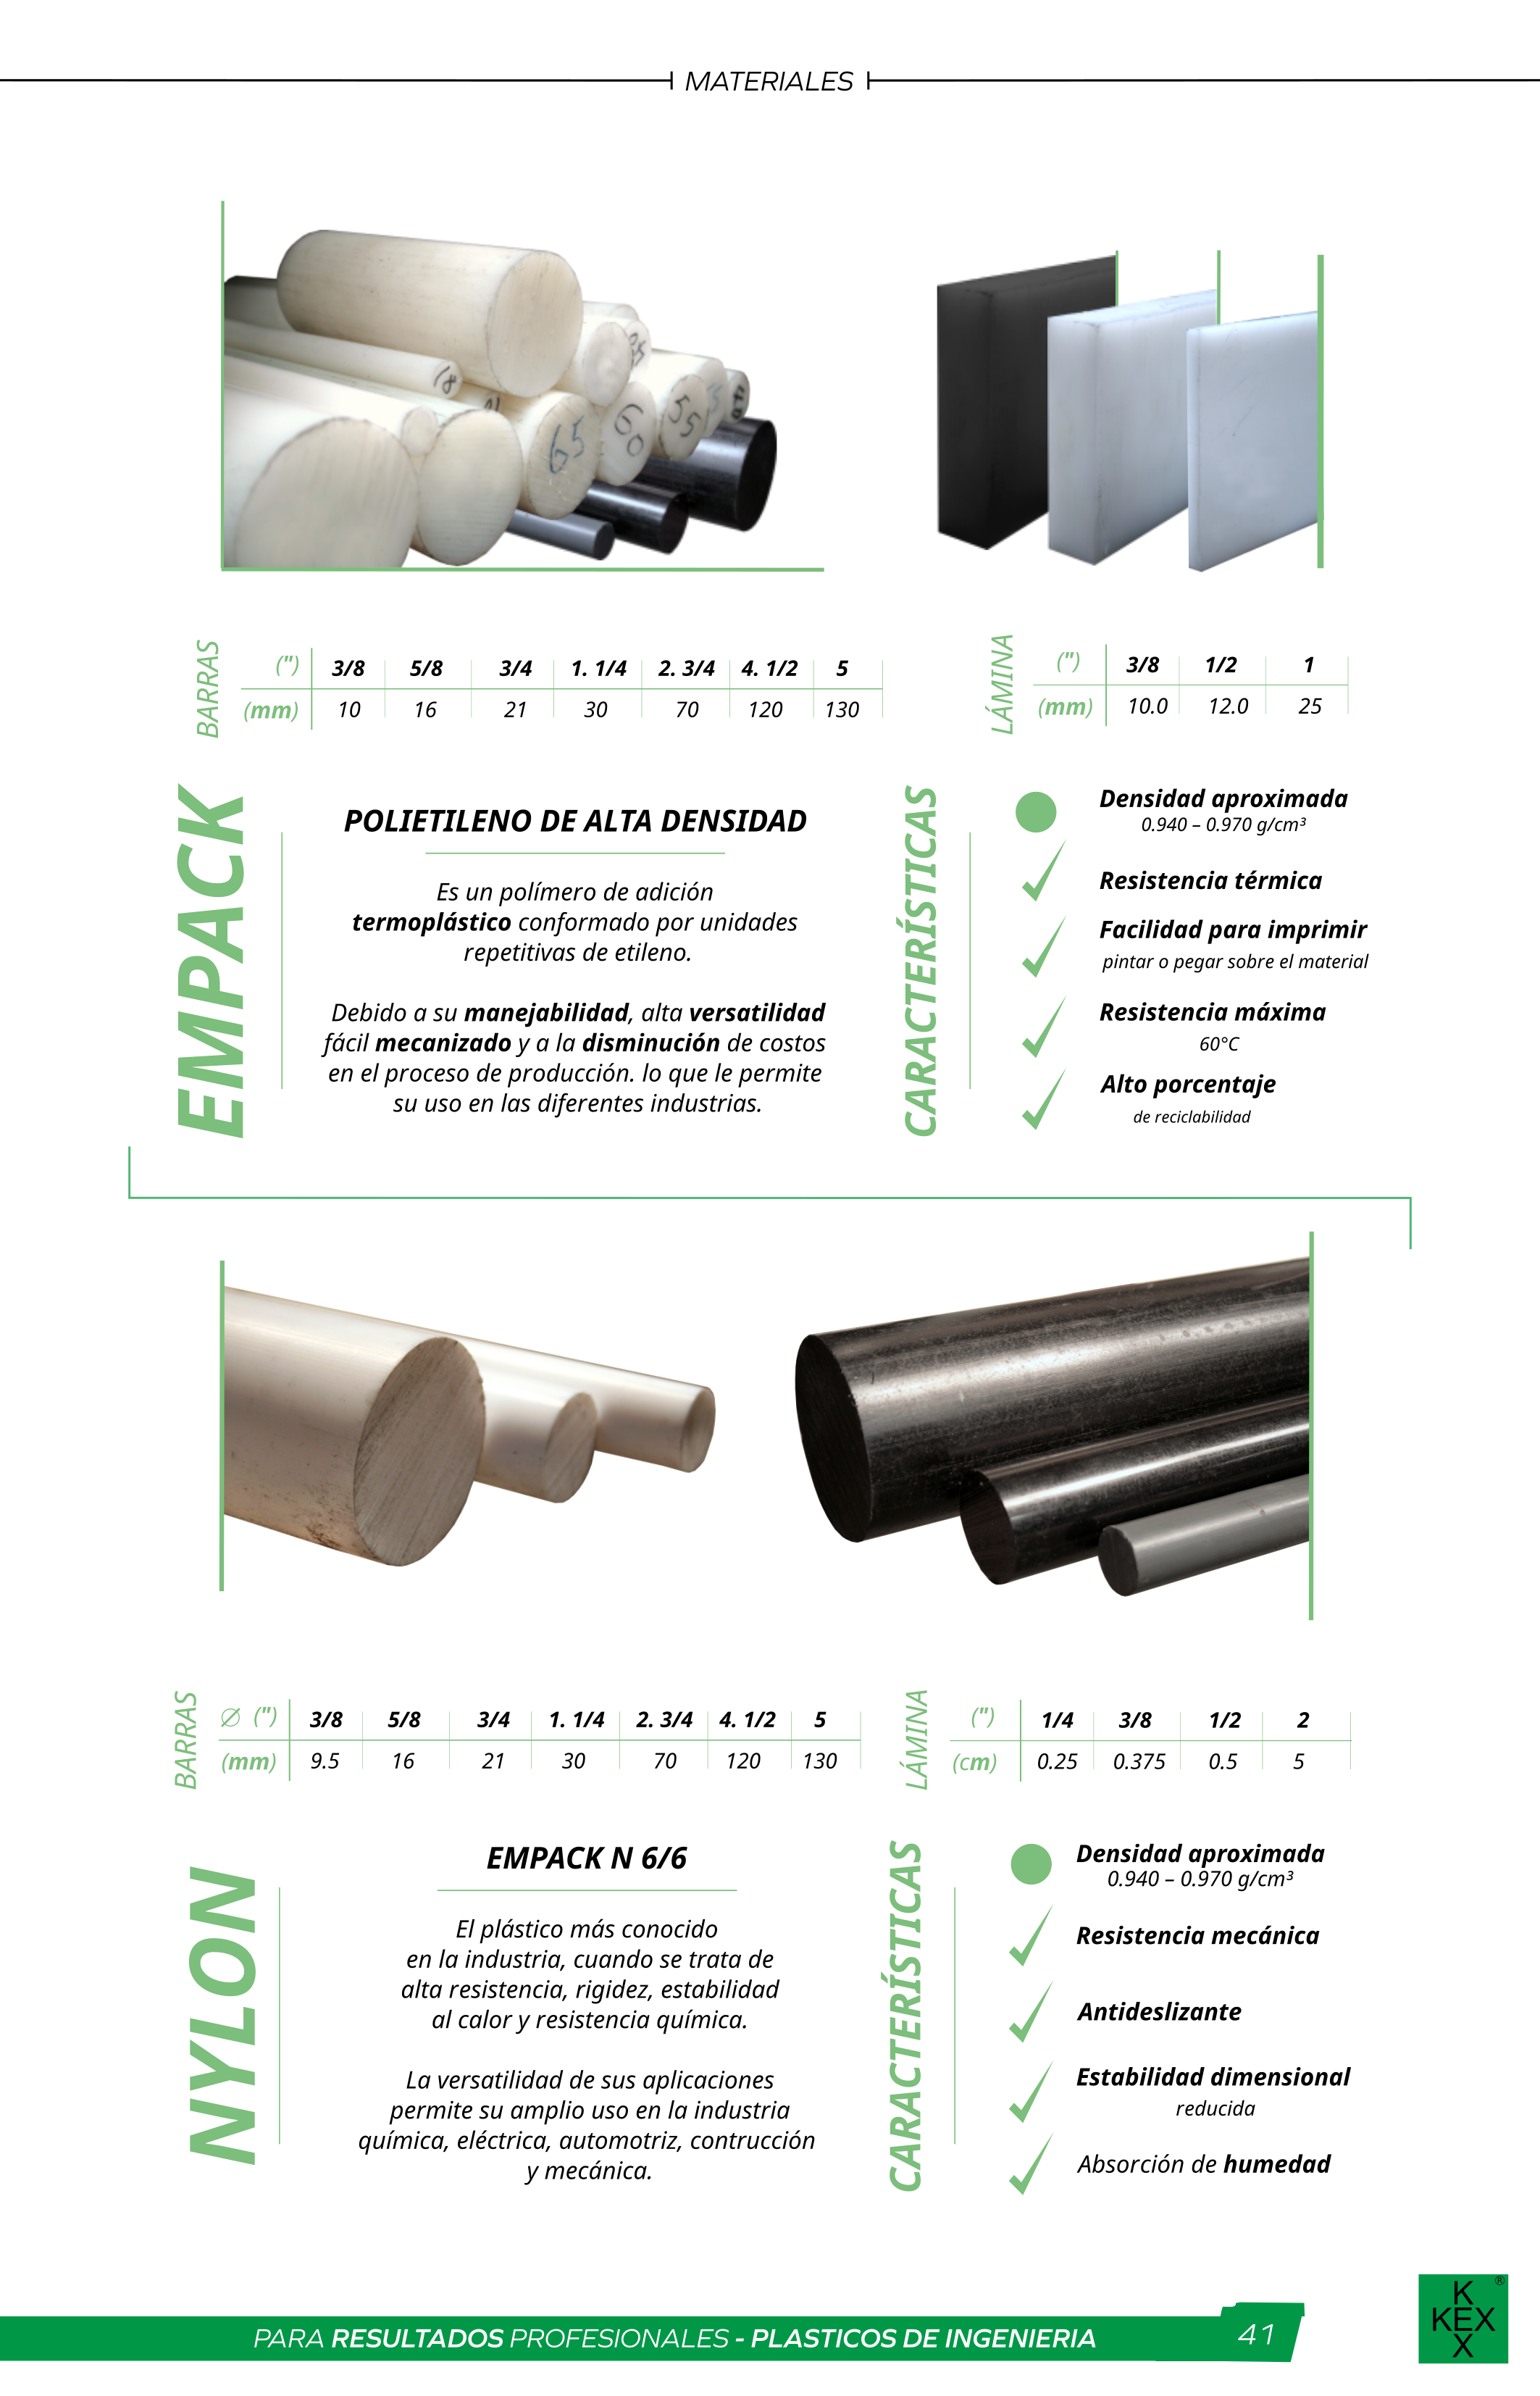 MATERIALES
18
65
60
55
BARRAS
(") 3/8 5/8 3/4 1. 1/4 2. 3/4 4. 1/2 5
(mm) 10 16 21 30 70 120 130
LÁMINA
(") 3/8 1/2 1
(mm) 10.0 12.0 25
EMPACK
POLIETILENO DE ALTA DENSIDAD
Es un polímero de adición
termoplástico conformado por unidades
repetitivas de etileno.
Debido a su manejabilidad, alta versatilidad
fácil mecanizado y a la disminución de costos
en el proceso de producción. lo que le permite
su uso en las diferentes industrias.
CARACTERÍSTICAS
Densidad aproximada
0.940 – 0.970 g/cm³
Resistencia térmica
Facilidad para imprimir
pintar o pegar sobre el material
Resistencia máxima
60°C
Alto porcentaje
de reciclabilidad
BARRAS
∅ (") 3/8 5/8 3/4 1. 1/4 2. 3/4 4. 1/2 5
(mm) 9.5 16 21 30 70 120 130
LÁMINA
(") 1/4 3/8 1/2 2
(cm) 0.25 0.375 0.5 5
NYLON
EMPACK N 6/6
El plástico más conocido
en la industria, cuando se trata de
alta resistencia, rigidez, estabilidad
al calor y resistencia química.
La versatilidad de sus aplicaciones
permite su amplio uso en la industria
química, eléctrica, automotriz, contrucción
y mecánica.
CARACTERÍSTICAS
Densidad aproximada
0.940 – 0.970 g/cm³
Resistencia mecánica
Antideslizante
Estabilidad dimensional
reducida
Absorción de humedad
PARA RESULTADOS PROFESIONALES - PLASTICOS DE INGENIERIA
41
K ®
KEX
X